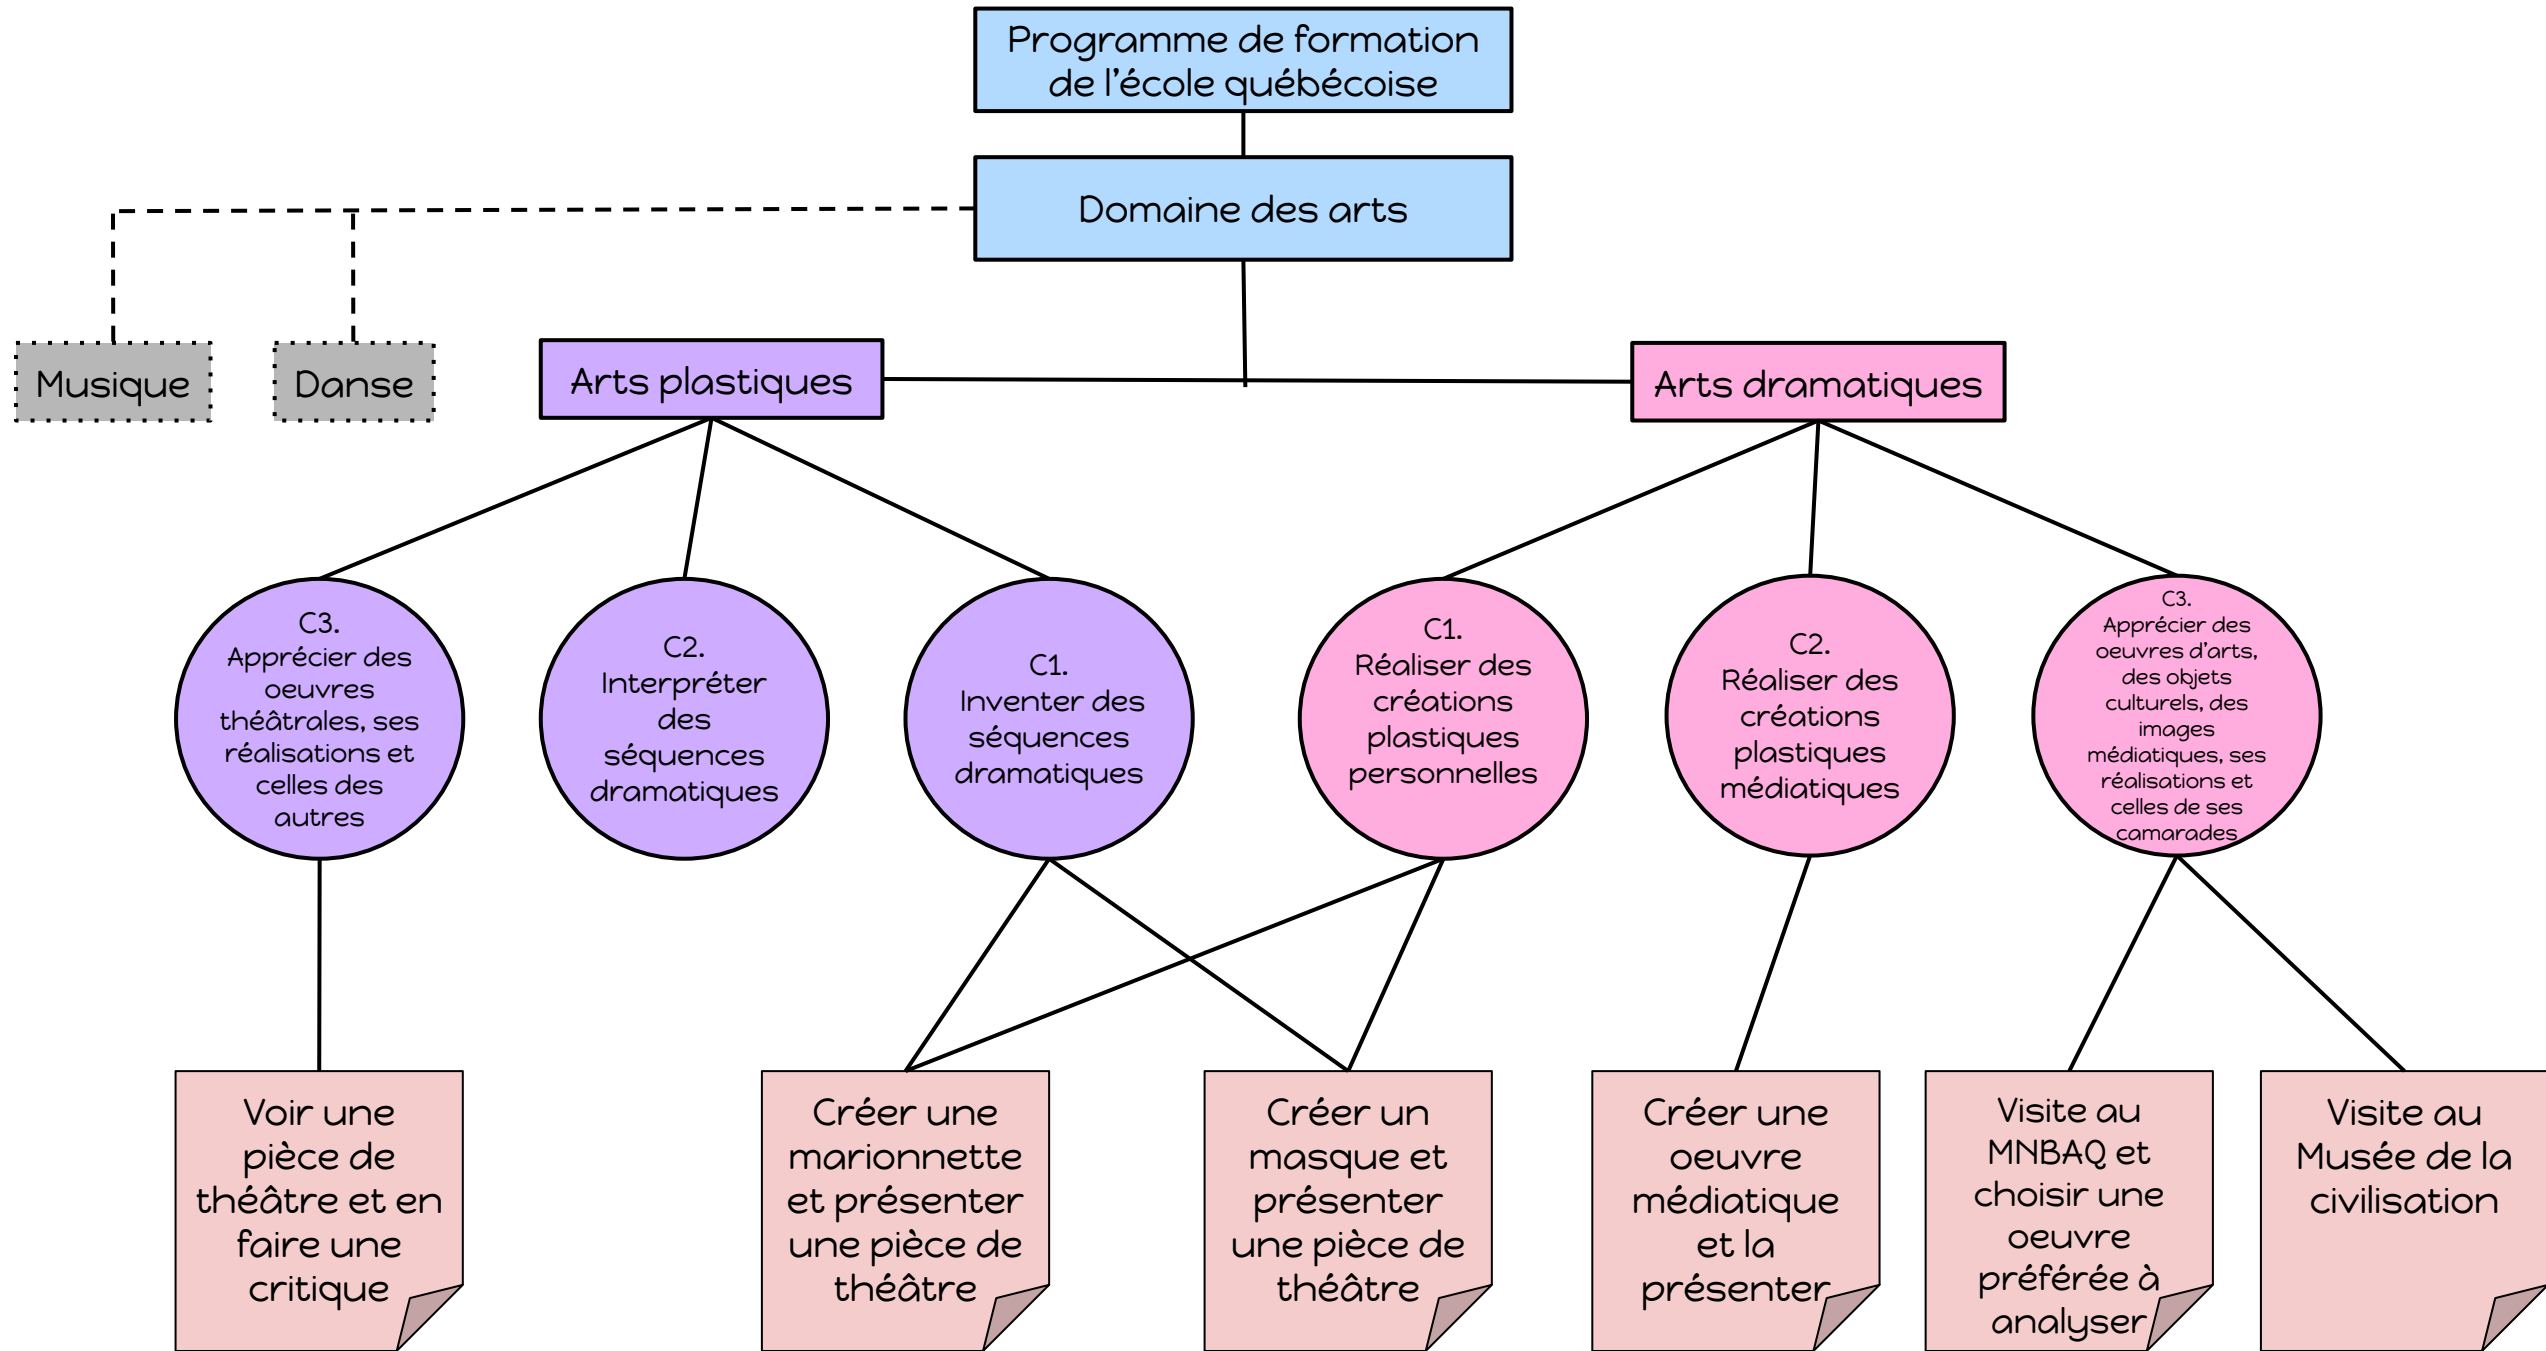 Programme de formation
de l'école québécoise
Domaine des arts
Musique
Danse
Arts plastiques
Arts dramatiques
C3.
Apprécier des
oeuvres
théâtrales, ses
réalisations et
celles des
autres
C2.
Interpréter
des
séquences
dramatiques
C1.
Inventer des
séquences
dramatiques
C1.
Réaliser des
créations
plastiques
personnelles
C2.
Réaliser des
créations
plastiques
médiatiques
C3.
Apprécier des
oeuvres d'arts,
des objets
culturels, des
images
médiatiques, ses
réalisations et
celles de ses
camarades
Voir une
pièce de
théâtre et en
faire une
critique
Créer une
marionnette
et présenter
une pièce de
théâtre
Créer un
masque et
présenter
une pièce de
théâtre
Créer une
oeuvre
médiatique
et la
présenter
Visite au
MNBAQ et
choisir une
oeuvre
préférée à
analyser
Visite au
Musée de la
civilisation